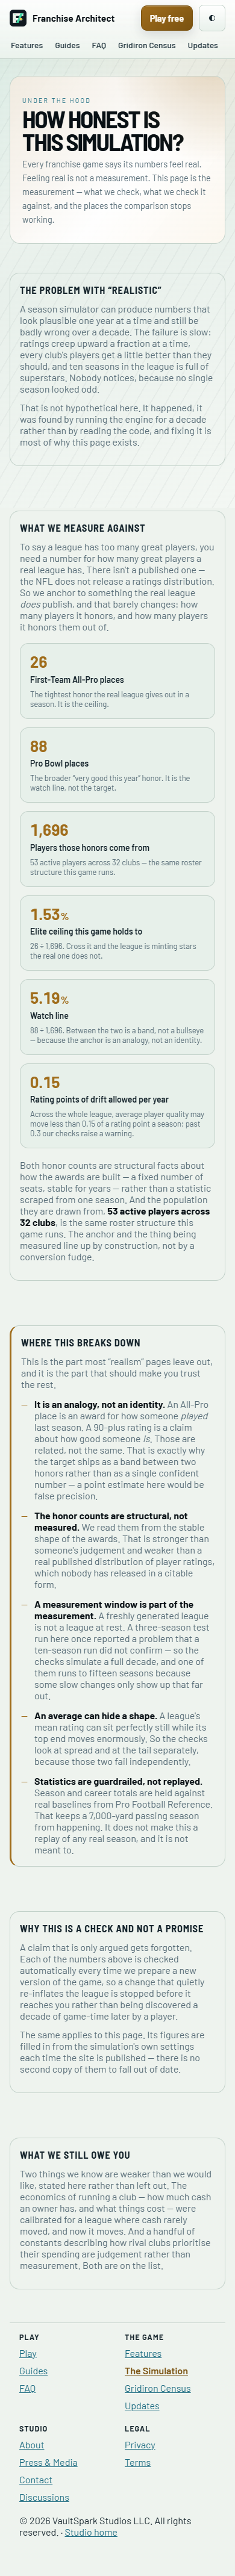 Franchise Architect
Play free
Features Guides FAQ Gridiron Census Updates
UNDER THE HOOD
HOW HONEST IS
THIS SIMULATION?
Every franchise game says its numbers feel real.
Feeling real is not a measurement. This page is the
measurement — what we check, what we check it
against, and the places the comparison stops
working.
THE PROBLEM WITH “REALISTIC”
A season simulator can produce numbers that
look plausible one year at a time and still be
badly wrong over a decade. The failure is slow:
ratings creep upward a fraction at a time,
every club's players get a little better than they
should, and ten seasons in the league is full of
superstars. Nobody notices, because no single
season looked odd.
That is not hypothetical here. It happened, it
was found by running the engine for a decade
rather than by reading the code, and fixing it is
most of why this page exists.
WHAT WE MEASURE AGAINST
To say a league has too many great players, you
need a number for how many great players a
real league has. There isn't a published one —
the NFL does not release a ratings distribution.
So we anchor to something the real league
does publish, and that barely changes: how
many players it honors, and how many players
it honors them out of.
26
First-Team All-Pro places
The tightest honor the real league gives out in a
season. It is the ceiling.
88
Pro Bowl places
The broader “very good this year” honor. It is the
watch line, not the target.
1,696
Players those honors come from
53 active players across 32 clubs — the same roster
structure this game runs.
1.53%
Elite ceiling this game holds to
26 ÷ 1,696. Cross it and the league is minting stars
the real one does not.
5.19%
Watch line
88 ÷ 1,696. Between the two is a band, not a bullseye
— because the anchor is an analogy, not an identity.
0.15
Rating points of drift allowed per year
Across the whole league, average player quality may
move less than 0.15 of a rating point a season; past
0.3 our checks raise a warning.
Both honor counts are structural facts about
how the awards are built — a fixed number of
seats, stable for years — rather than a statistic
scraped from one season. And the population
they are drawn from, 53 active players across
32 clubs, is the same roster structure this
game runs. The anchor and the thing being
measured line up by construction, not by a
conversion fudge.
WHERE THIS BREAKS DOWN
This is the part most “realism” pages leave out,
and it is the part that should make you trust
the rest.
— It is an analogy, not an identity. An All-Pro
place is an award for how someone played
last season. A 90-plus rating is a claim
about how good someone is. Those are
related, not the same. That is exactly why
the target ships as a band between two
honors rather than as a single confident
number — a point estimate here would be
false precision.
— The honor counts are structural, not
measured. We read them from the stable
shape of the awards. That is stronger than
someone's judgement and weaker than a
real published distribution of player ratings,
which nobody has released in a citable
form.
— A measurement window is part of the
measurement. A freshly generated league
is not a league at rest. A three-season test
run here once reported a problem that a
ten-season run did not confirm — so the
checks simulate a full decade, and one of
them runs to fifteen seasons because
some slow changes only show up that far
out.
— An average can hide a shape. A league's
mean rating can sit perfectly still while its
top end moves enormously. So the checks
look at spread and at the tail separately,
because those two fail independently.
— Statistics are guardrailed, not replayed.
Season and career totals are held against
real baselines from Pro Football Reference.
That keeps a 7,000-yard passing season
from happening. It does not make this a
replay of any real season, and it is not
meant to.
WHY THIS IS A CHECK AND NOT A PROMISE
A claim that is only argued gets forgotten.
Each of the numbers above is checked
automatically every time we prepare a new
version of the game, so a change that quietly
re-inflates the league is stopped before it
reaches you rather than being discovered a
decade of game-time later by a player.
The same applies to this page. Its figures are
filled in from the simulation's own settings
each time the site is published — there is no
second copy of them to fall out of date.
WHAT WE STILL OWE YOU
Two things we know are weaker than we would
like, stated here rather than left out. The
economics of running a club — how much cash
an owner has, and what things cost — were
calibrated for a league where cash rarely
moved, and now it moves. And a handful of
constants describing how rival clubs prioritise
their spending are judgement rather than
measurement. Both are on the list.
PLAY
Play
Guides
FAQ
THE GAME
Features
The Simulation
Gridiron Census
Updates
STUDIO
About
Press & Media
Contact
Discussions
LEGAL
Privacy
Terms
© 2026 VaultSpark Studios LLC. All rights
reserved. · Studio home